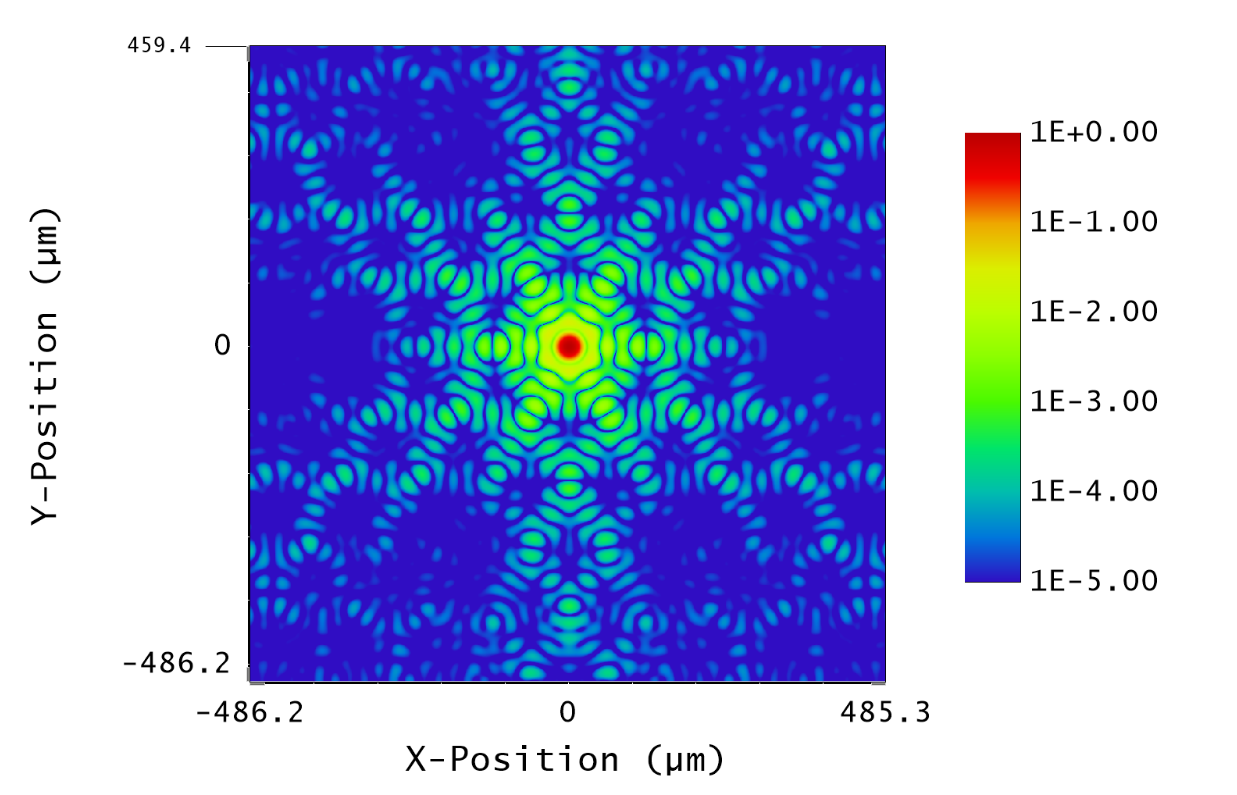 459.4
0
-486.2
Y-Position (µm)
-486.2 0 485.3
X-Position (µm)
1E+0.00
1E-1.00
1E-2.00
1E-3.00
1E-4.00
1E-5.00